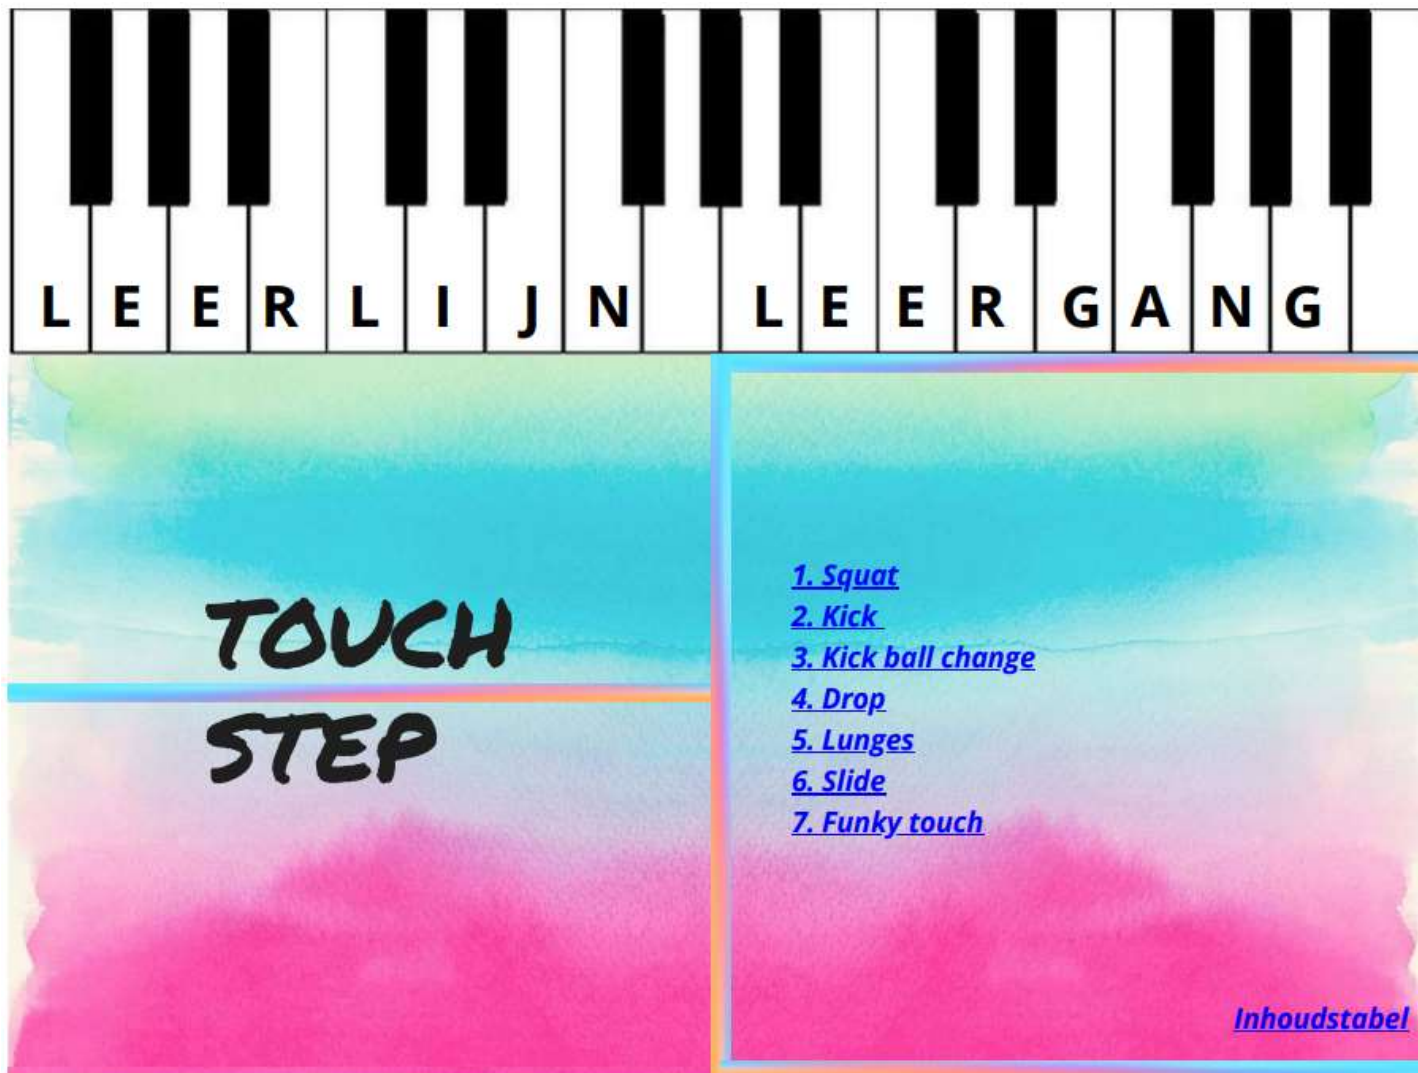 LEERLIJN LEERGANG
TOUCH
STEP
1. Squat
2. Kick
3. Kick ball change
4. Drop
5. Lunges
6. Slide
7. Funky touch
Inhoudstabel